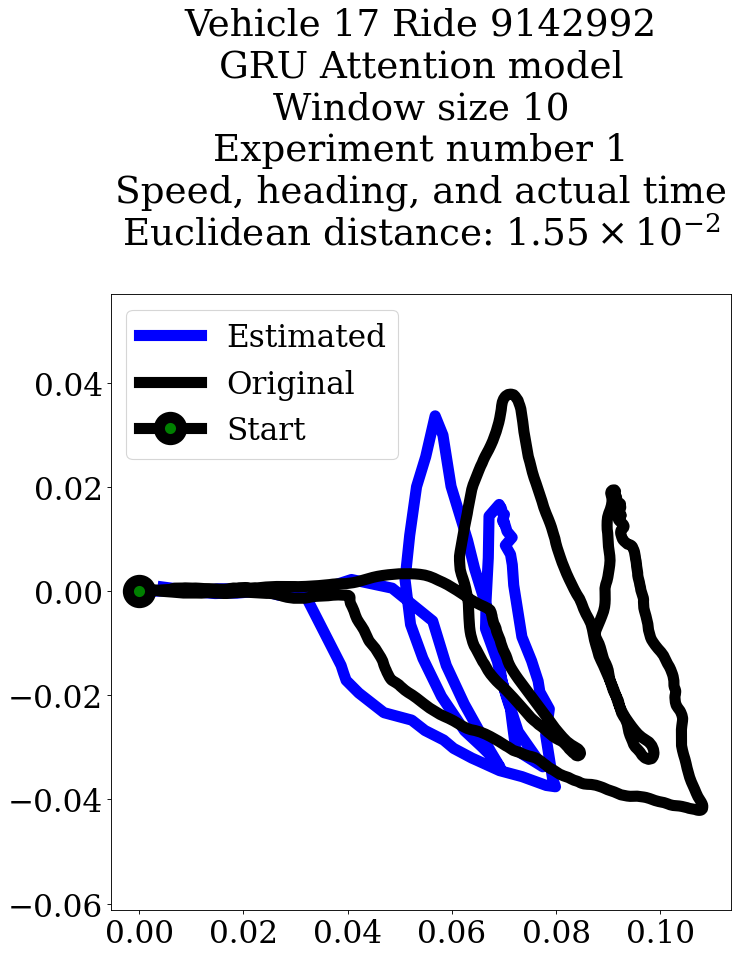 Vehicle 17 Ride 9142992
GRU Attention model
Window size 10
Experiment number 1
Speed, heading, and actual time
Euclidean distance: 1.55 × 10⁻²
Estimated
Original
Start
0.04
0.02
0.00
−0.02
−0.04
−0.06
0.00 0.02 0.04 0.06 0.08 0.10